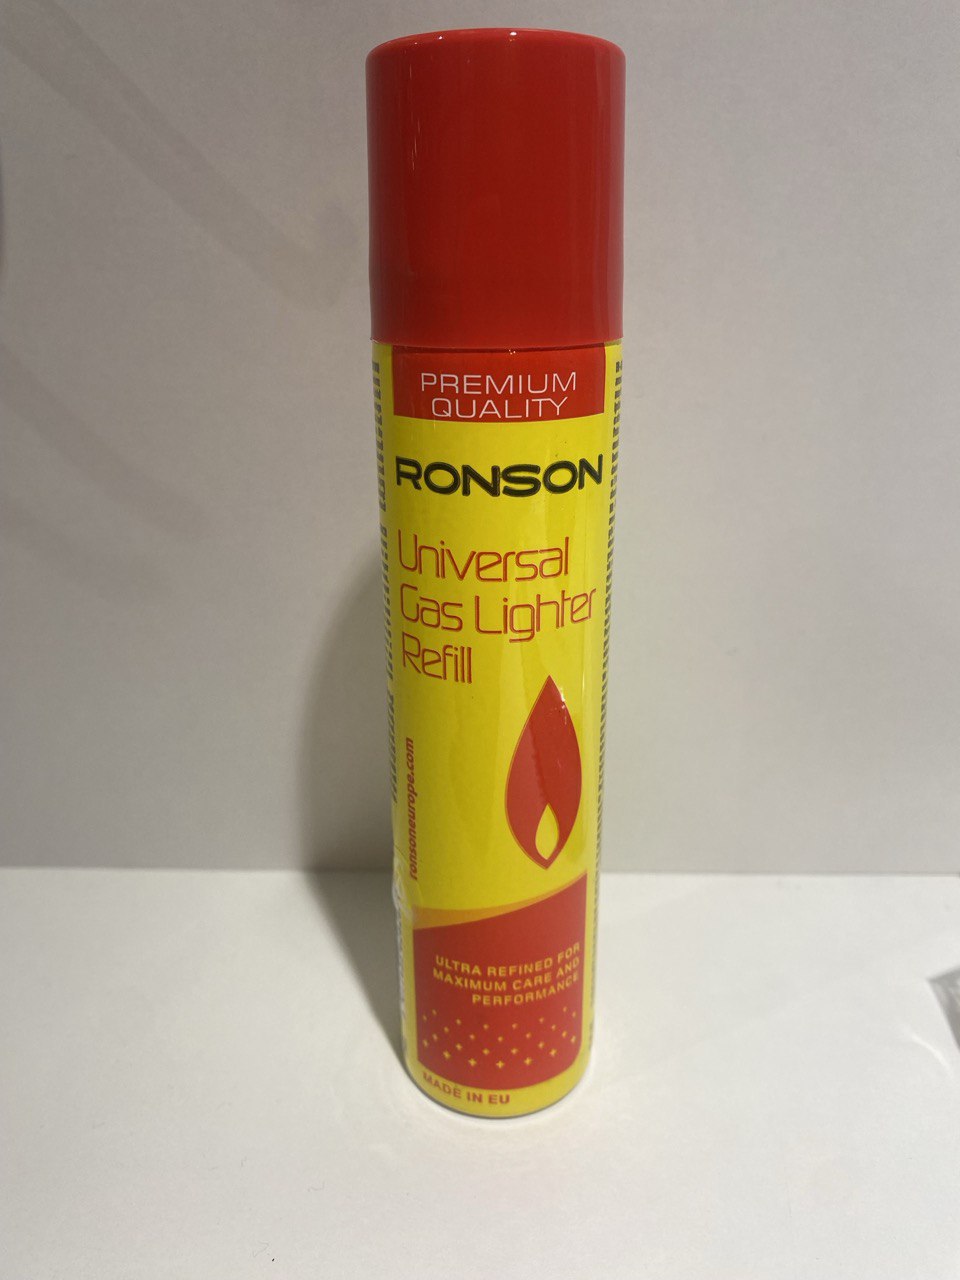 PREMIUM
QUALITY
RONSON
Universal
Gas Lighter
Refill
ronsoneurope.com
ULTRA REFINED FOR
MAXIMUM CARE AND
PERFORMANCE
MADE IN EU